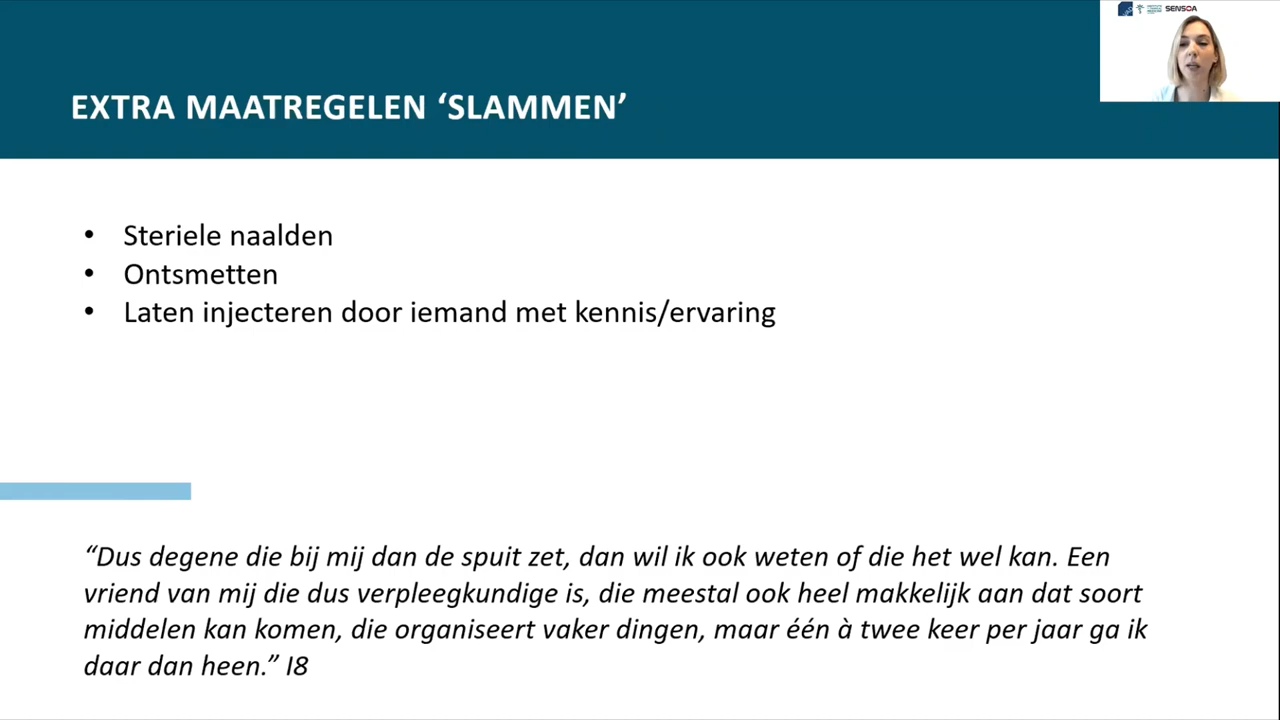 SENSOA
EXTRA MAATREGELEN ‘SLAMMEN’
• Steriele naalden
• Ontsmetten
• Laten injecteren door iemand met kennis/ervaring
“Dus degene die bij mij dan de spuit zet, dan wil ik ook weten of die het wel kan. Een
vriend van mij die dus verpleegkundige is, die meestal ook heel makkelijk aan dat soort
middelen kan komen, die organiseert vaker dingen, maar één à twee keer per jaar ga ik
daar dan heen.” I8